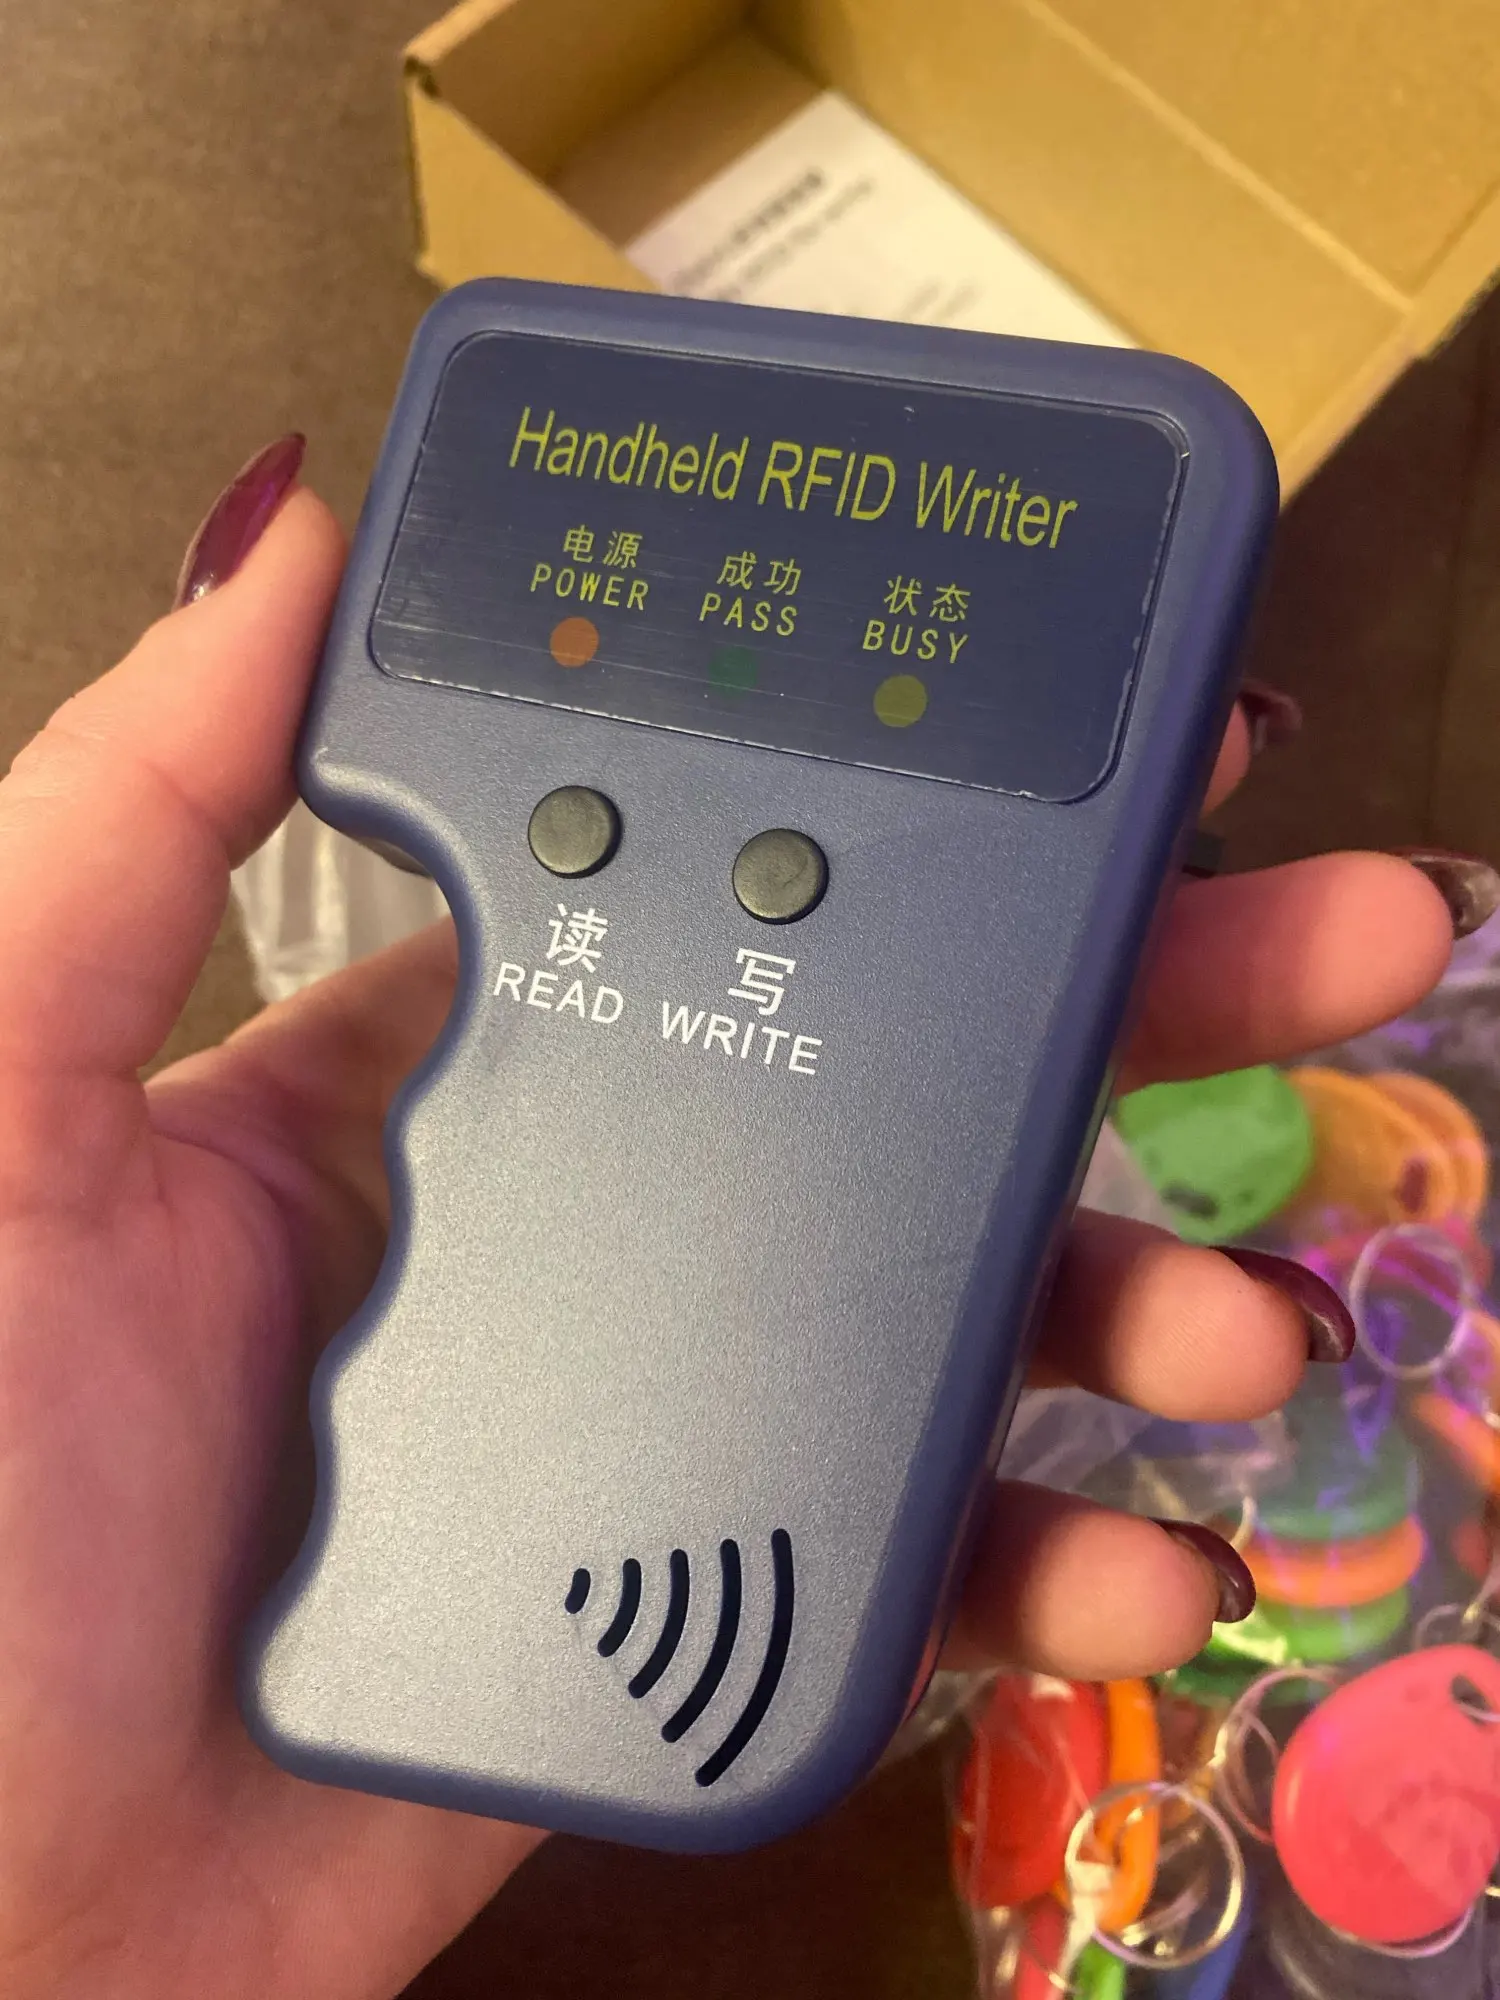 Handheld RFID Writer
电源 成功 状态
POWER PASS BUSY
读 写
READ WRITE